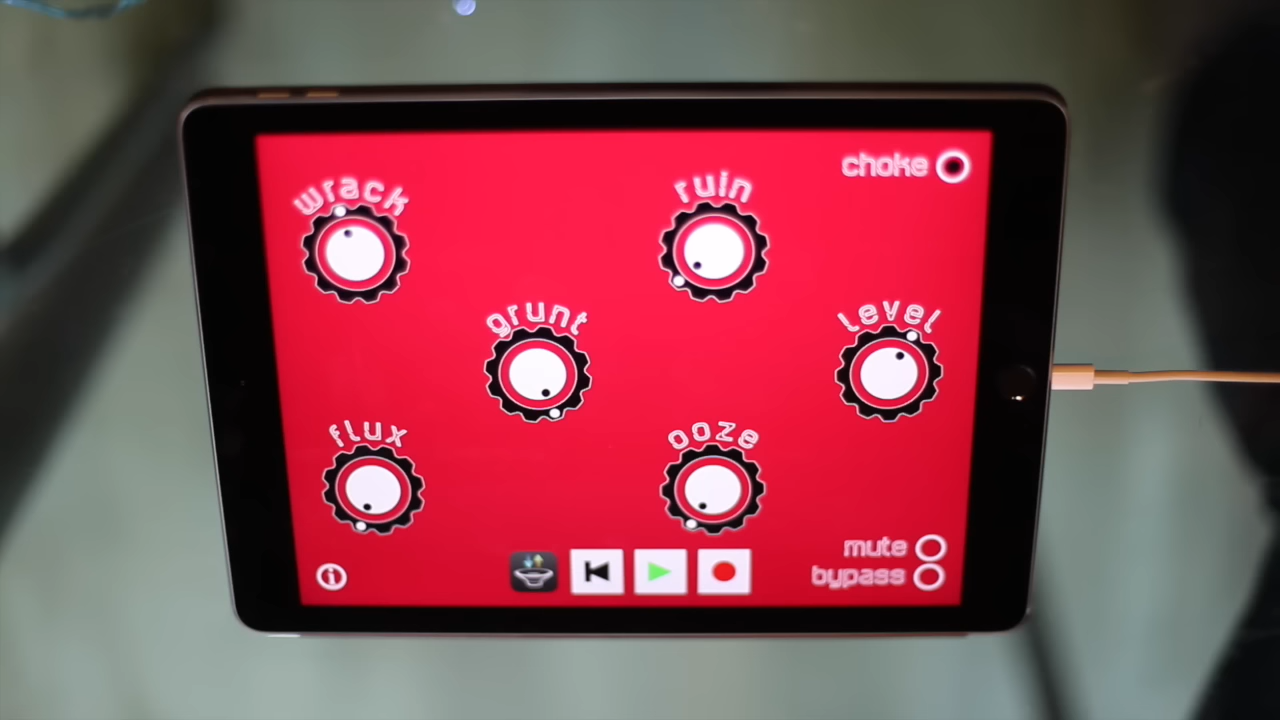 wrack
ruin
choke
grunt
level
flux
ooze
mute
bypass
i